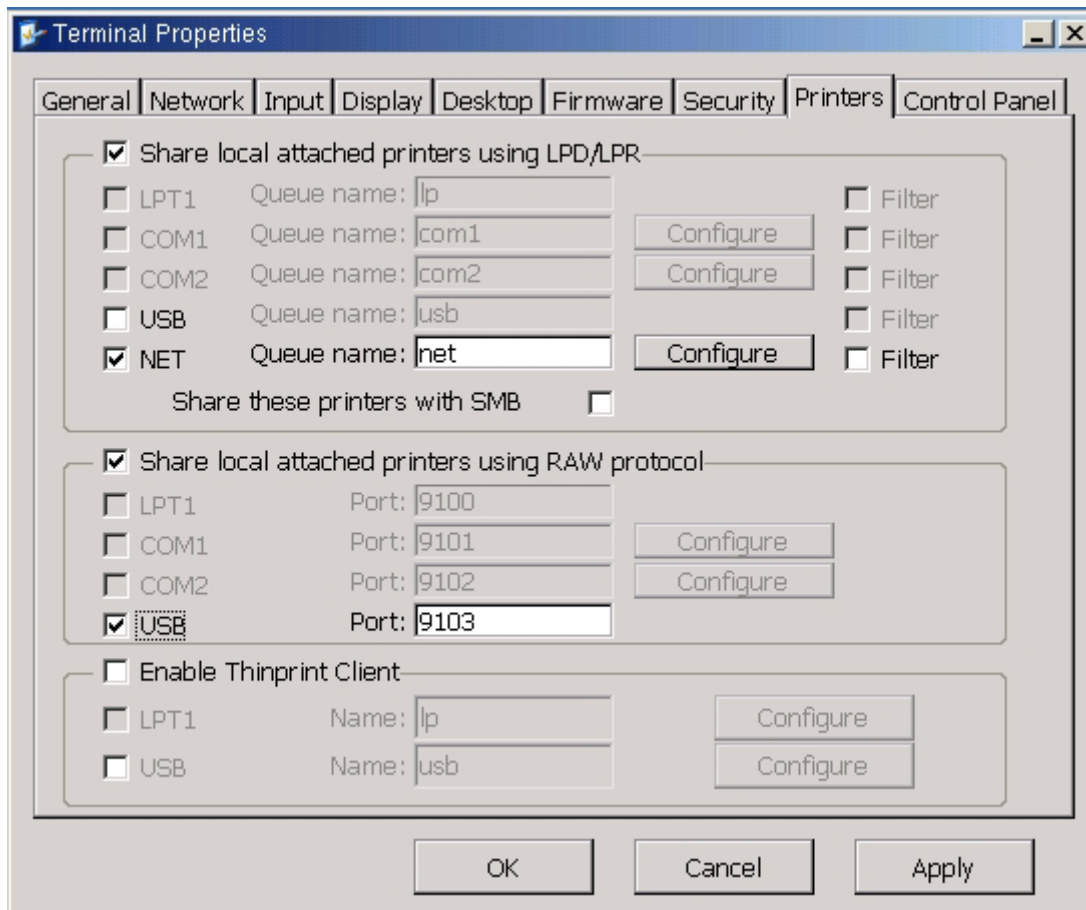 Terminal Properties
General Network Input Display Desktop Firmware Security Printers Control Panel
Share local attached printers using LPD/LPR
LPT1 Queue name: lp Filter
COM1 Queue name: com1 Configure Filter
COM2 Queue name: com2 Configure Filter
USB Queue name: usb Filter
NET Queue name: net Configure Filter
Share these printers with SMB
Share local attached printers using RAW protocol
LPT1 Port: 9100
COM1 Port: 9101 Configure
COM2 Port: 9102 Configure
USB Port: 9103
Enable Thinprint Client
LPT1 Name: lp Configure
USB Name: usb Configure
OK Cancel Apply